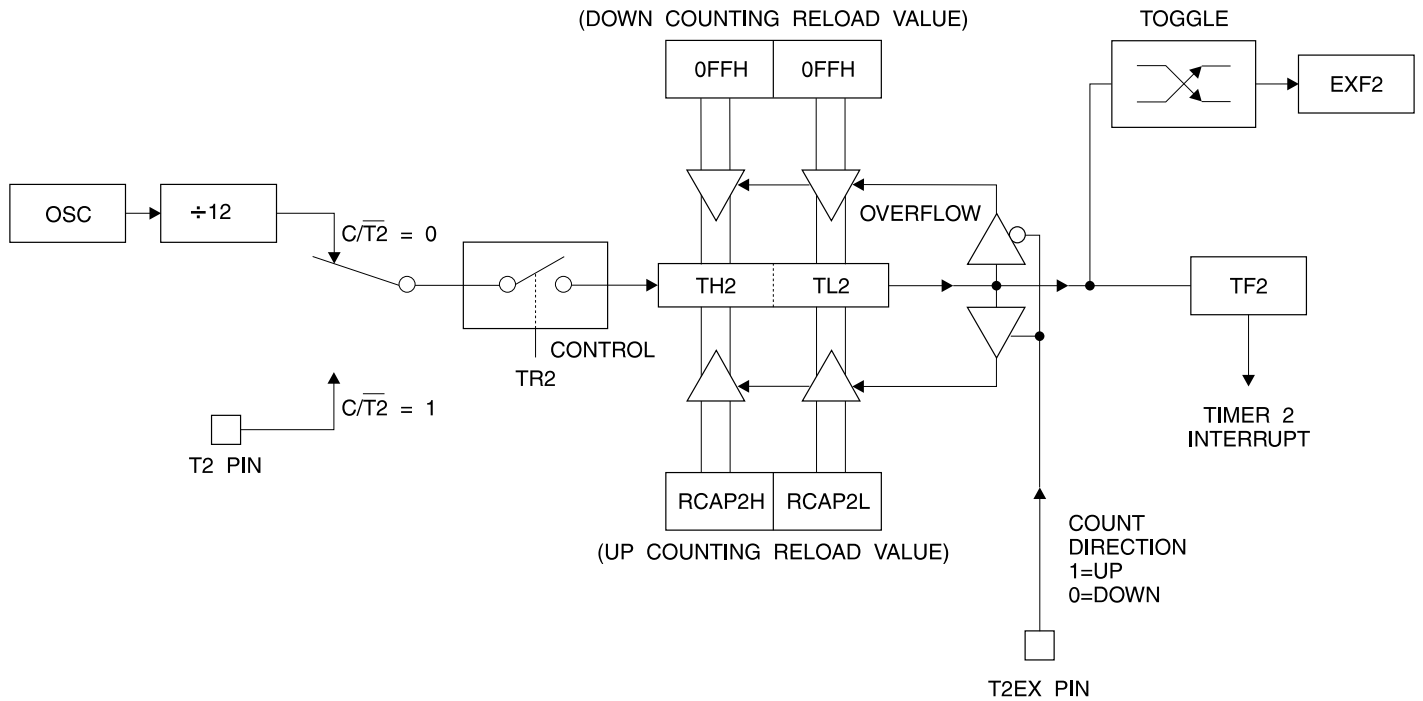 (DOWN COUNTING RELOAD VALUE)
TOGGLE
0FFH
0FFH
EXF2
OSC
÷12
C/T2̅ = 0
OVERFLOW
TH2
TL2
TF2
CONTROL
TR2
C/T2̅ = 1
T2 PIN
TIMER 2
INTERRUPT
RCAP2H
RCAP2L
(UP COUNTING RELOAD VALUE)
COUNT
DIRECTION
1=UP
0=DOWN
T2EX PIN